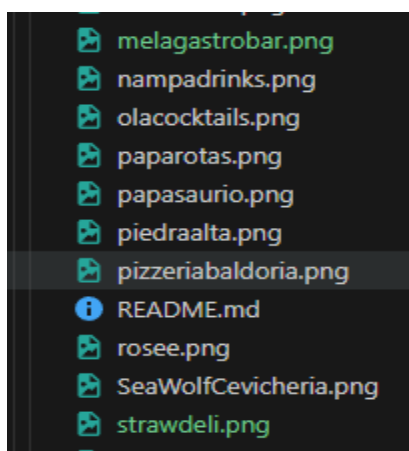 melagastrobar.png
nampadrinks.png
olacocktails.png
paparotas.png
papasaurio.png
piedraalta.png
pizzeriabaldoria.png
README.md
rosee.png
SeaWolfCevicheria.png
strawdeli.png